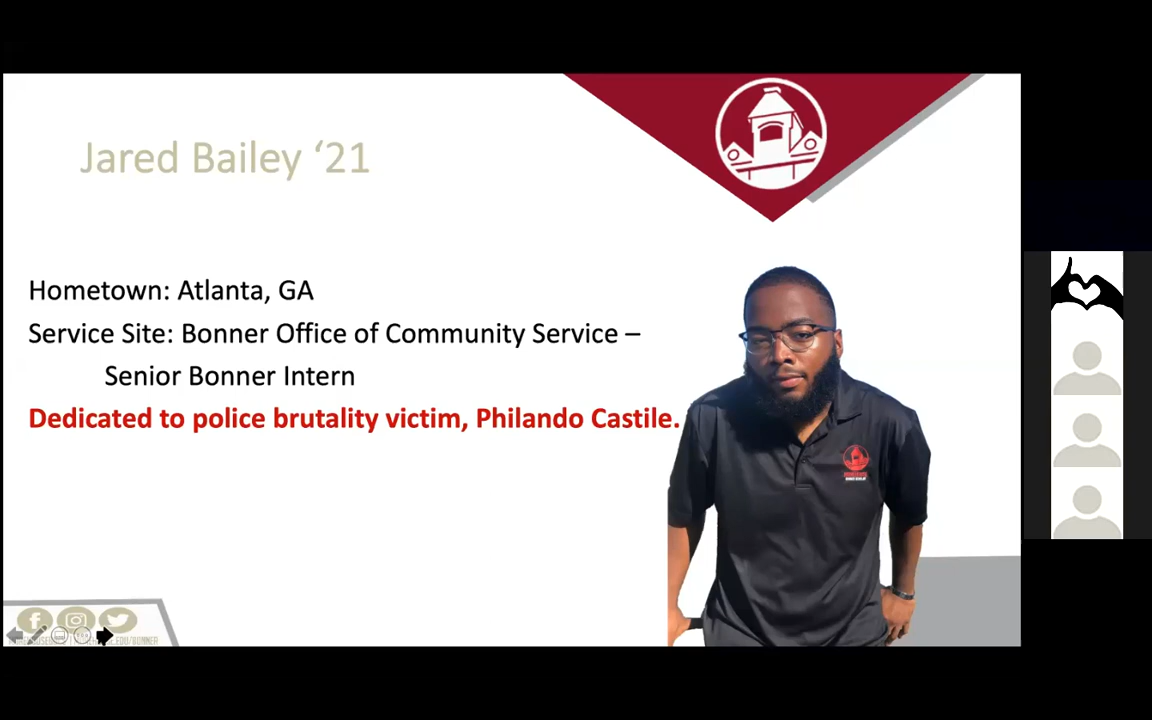 Jared Bailey ‘21
Hometown: Atlanta, GA
Service Site: Bonner Office of Community Service –
Senior Bonner Intern
Dedicated to police brutality victim, Philando Castile.